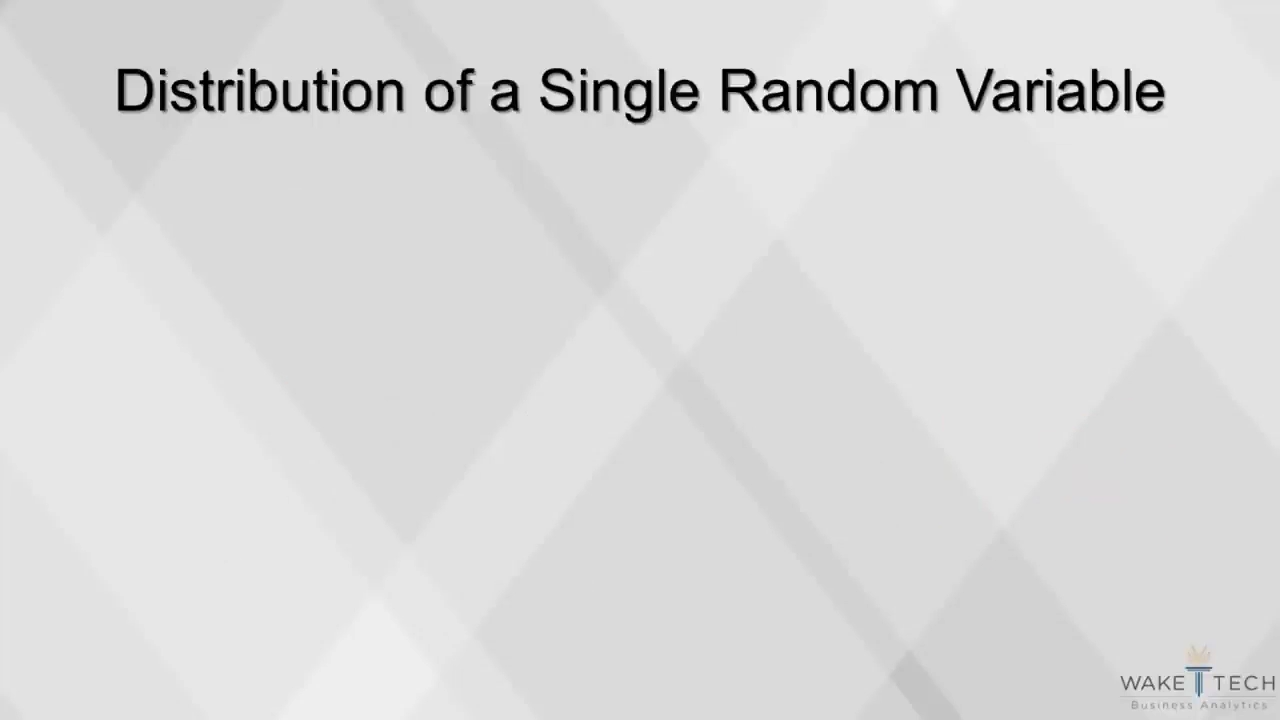 Distribution of a Single Random Variable
WAKE TECH
Business Analytics